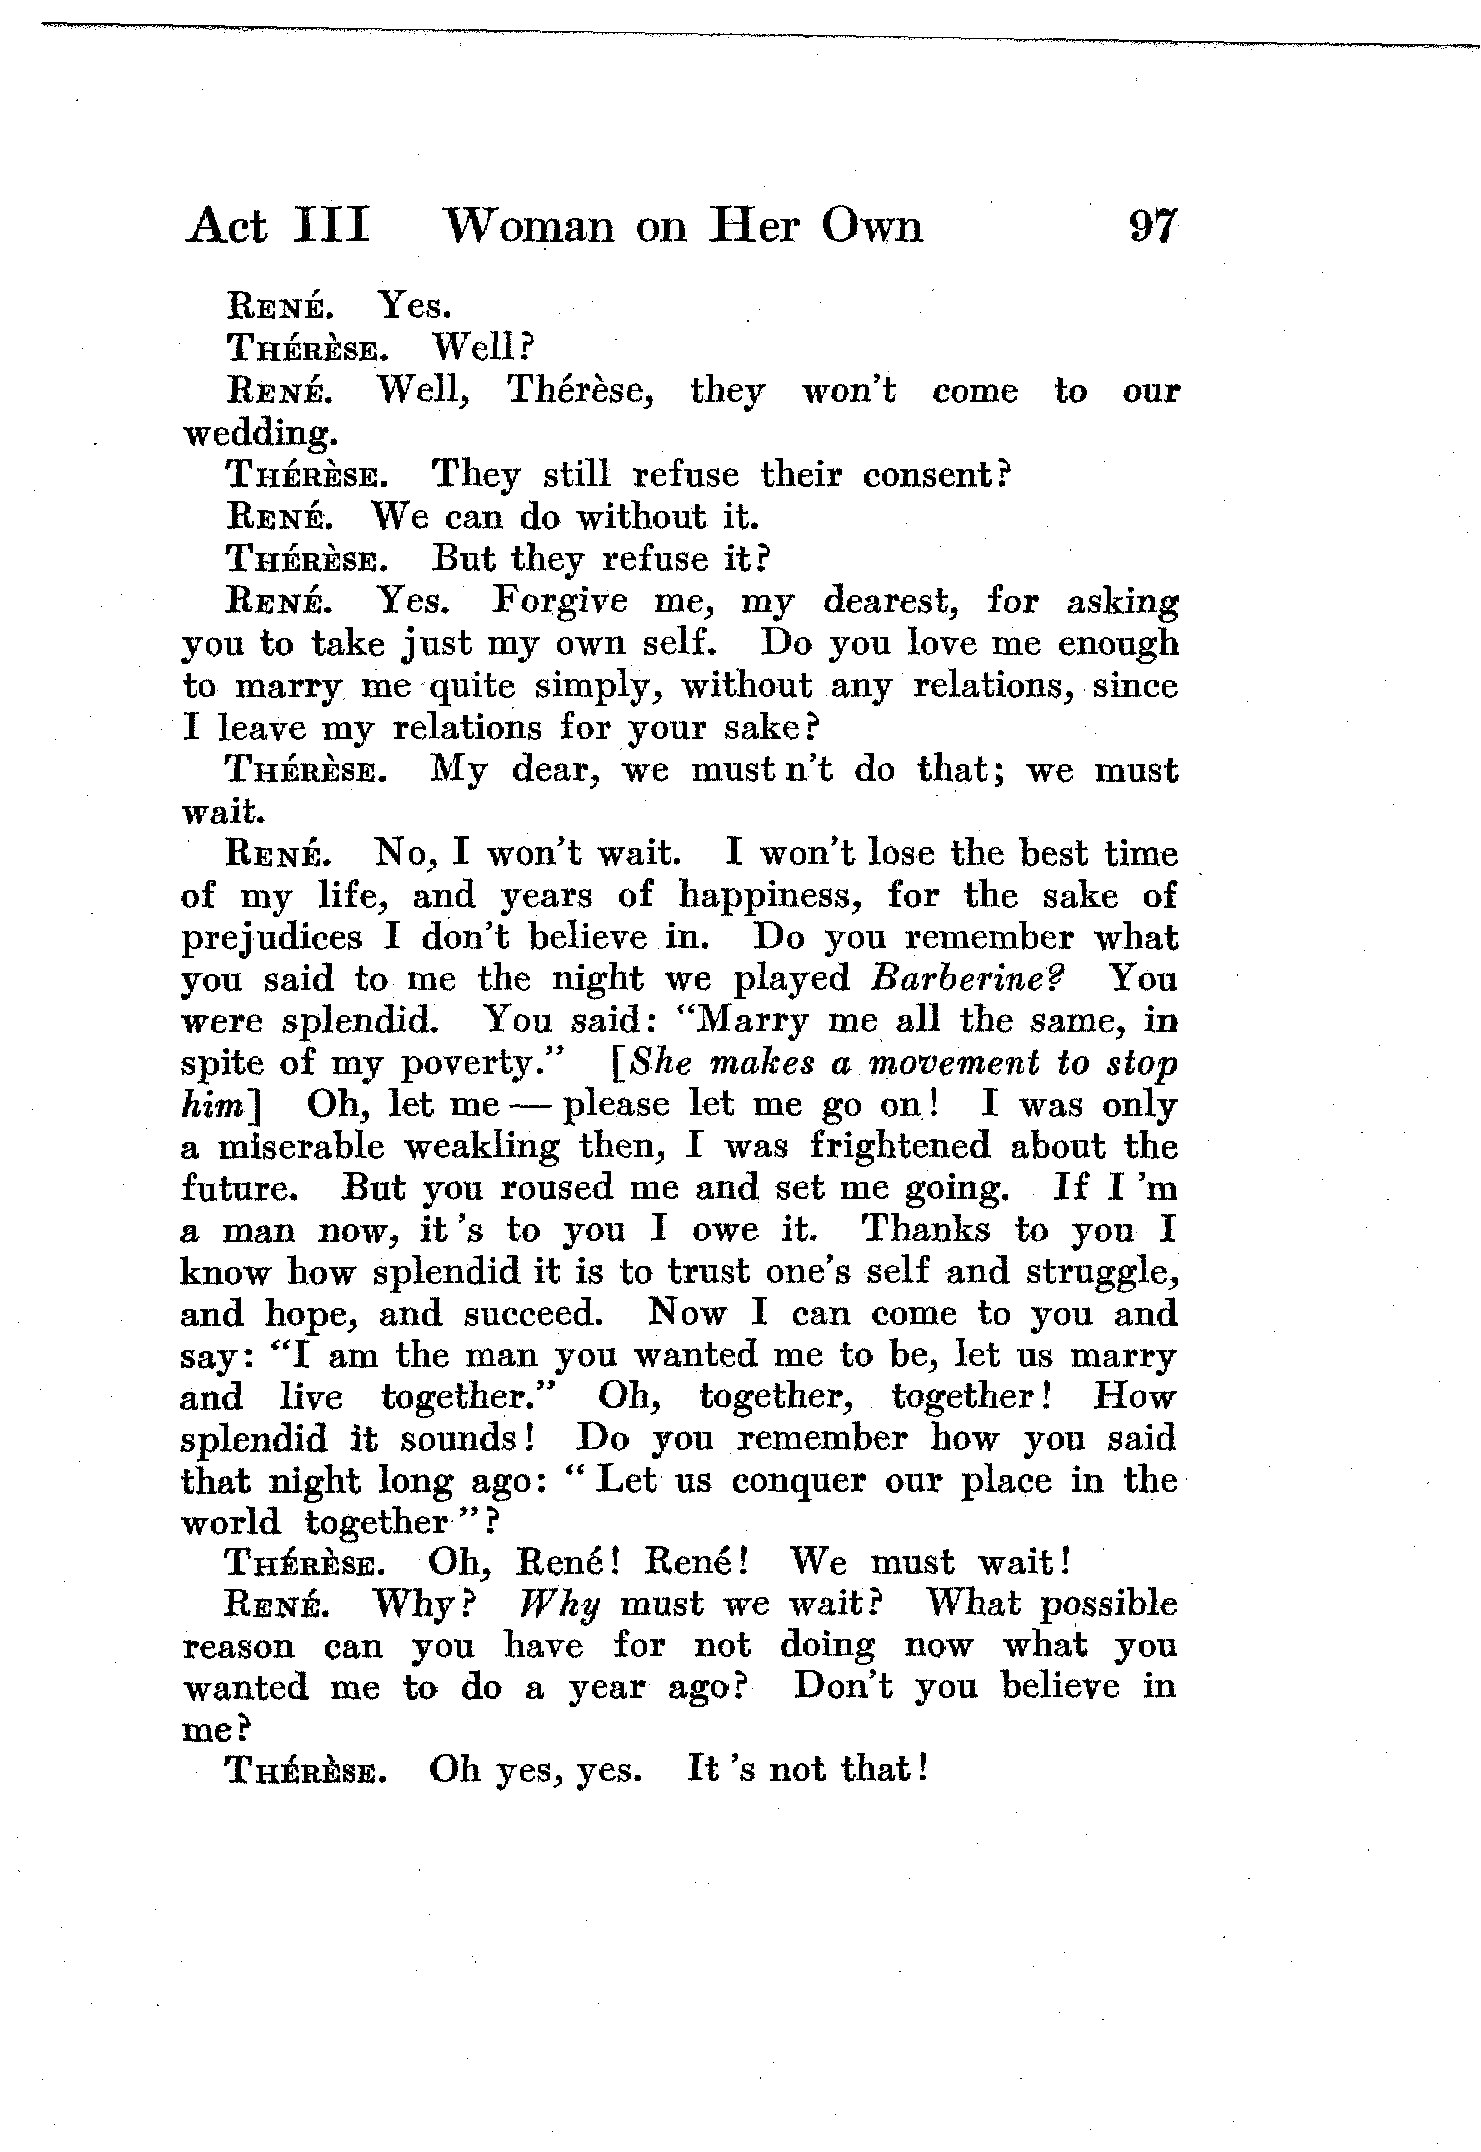 Act III Woman on Her Own 97
RENÉ. Yes.
THÉRÈSE. Well?
RENÉ. Well, Thérèse, they won't come to our
wedding.
THÉRÈSE. They still refuse their consent?
RENÉ. We can do without it.
THÉRÈSE. But they refuse it?
RENÉ. Yes. Forgive me, my dearest, for asking
you to take just my own self. Do you love me enough
to marry me quite simply, without any relations, since
I leave my relations for your sake?
THÉRÈSE. My dear, we must n't do that; we must
wait.
RENÉ. No, I won't wait. I won't lose the best time
of my life, and years of happiness, for the sake of
prejudices I don't believe in. Do you remember what
you said to me the night we played Barberine? You
were splendid. You said: "Marry me all the same, in
spite of my poverty." [She makes a movement to stop
him] Oh, let me — please let me go on! I was only
a miserable weakling then, I was frightened about the
future. But you roused me and set me going. If I 'm
a man now, it 's to you I owe it. Thanks to you I
know how splendid it is to trust one's self and struggle,
and hope, and succeed. Now I can come to you and
say: "I am the man you wanted me to be, let us marry
and live together." Oh, together, together! How
splendid it sounds! Do you remember how you said
that night long ago: " Let us conquer our place in the
world together "?
THÉRÈSE. Oh, René! René! We must wait!
RENÉ. Why? Why must we wait? What possible
reason can you have for not doing now what you
wanted me to do a year ago? Don't you believe in
me?
THÉRÈSE. Oh yes, yes. It 's not that!